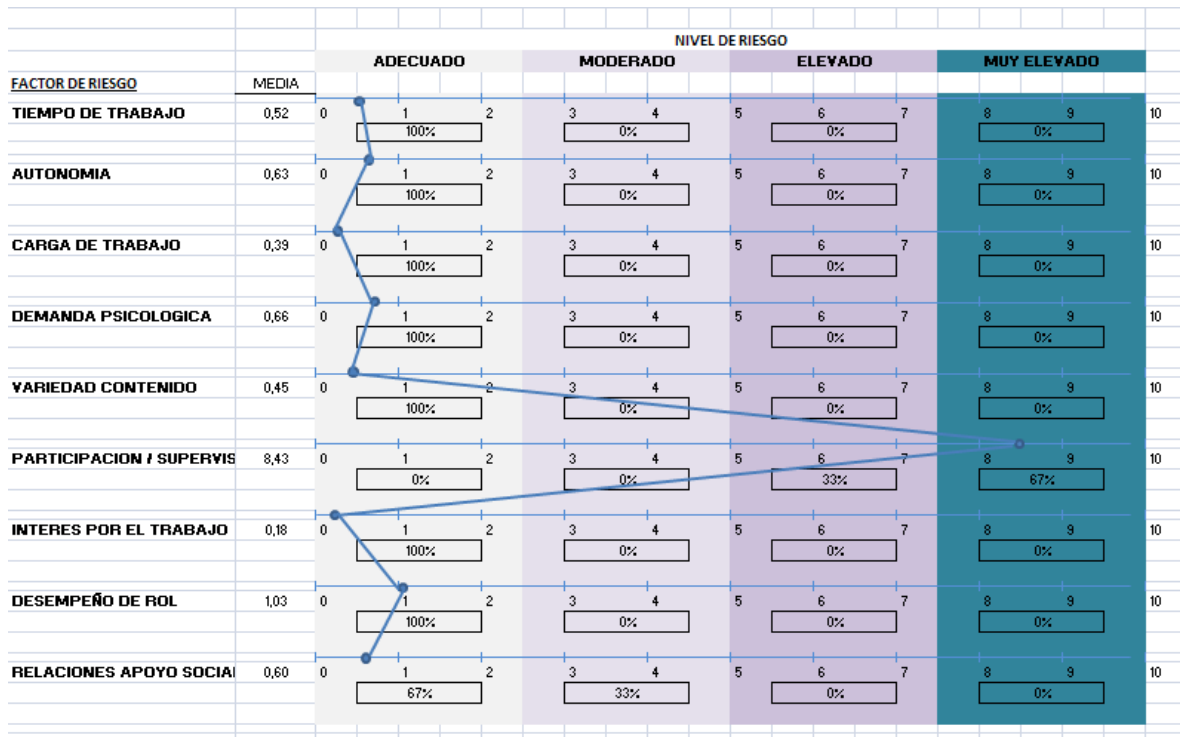 NIVEL DE RIESGO
ADECUADO MODERADO ELEVADO MUY ELEVADO
FACTOR DE RIESGO MEDIA
TIEMPO DE TRABAJO 0,52 0 1 2 3 4 5 6 7 8 9 10
100% 0% 0% 0%
AUTONOMIA 0,63 0 1 2 3 4 5 6 7 8 9 10
100% 0% 0% 0%
CARGA DE TRABAJO 0,39 0 1 2 3 4 5 6 7 8 9 10
100% 0% 0% 0%
DEMANDA PSICOLOGICA 0,66 0 1 2 3 4 5 6 7 8 9 10
100% 0% 0% 0%
VARIEDAD CONTENIDO 0,45 0 1 2 3 4 5 6 7 8 9 10
100% 0% 0% 0%
PARTICIPACION / SUPERVIS 8,43 0 1 2 3 4 5 6 7 8 9 10
0% 0% 33% 67%
INTERES POR EL TRABAJO 0,18 0 1 2 3 4 5 6 7 8 9 10
100% 0% 0% 0%
DESEMPEÑO DE ROL 1,03 0 1 2 3 4 5 6 7 8 9 10
100% 0% 0% 0%
RELACIONES APOYO SOCIAL 0,60 0 1 2 3 4 5 6 7 8 9 10
67% 33% 0% 0%